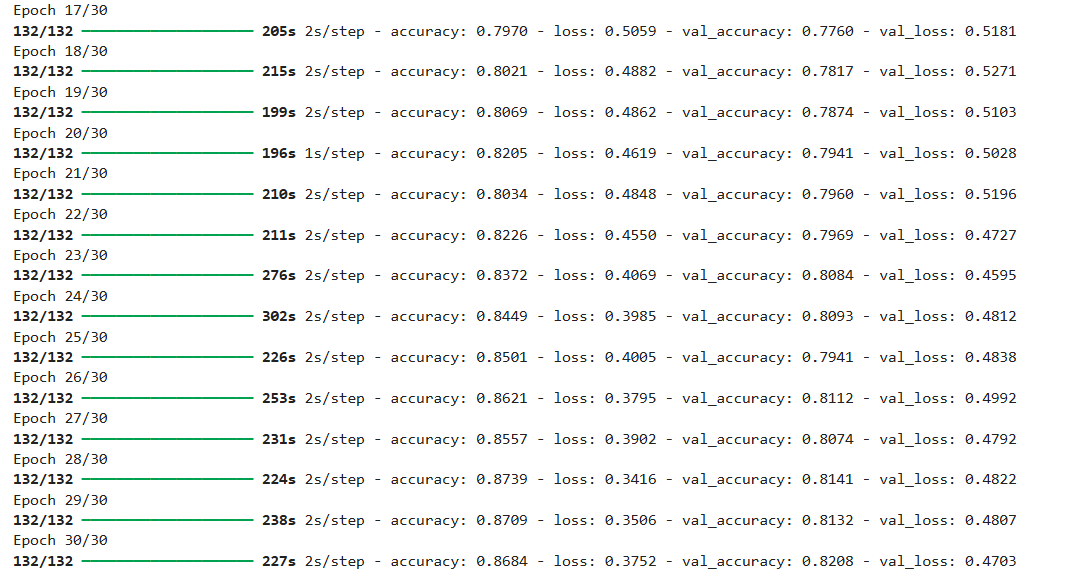 Epoch 17/30
132/132 ━━━━━━━━━━━━━━━━━━━━ 205s 2s/step - accuracy: 0.7970 - loss: 0.5059 - val_accuracy: 0.7760 - val_loss: 0.5181
Epoch 18/30
132/132 ━━━━━━━━━━━━━━━━━━━━ 215s 2s/step - accuracy: 0.8021 - loss: 0.4882 - val_accuracy: 0.7817 - val_loss: 0.5271
Epoch 19/30
132/132 ━━━━━━━━━━━━━━━━━━━━ 199s 2s/step - accuracy: 0.8069 - loss: 0.4862 - val_accuracy: 0.7874 - val_loss: 0.5103
Epoch 20/30
132/132 ━━━━━━━━━━━━━━━━━━━━ 196s 1s/step - accuracy: 0.8205 - loss: 0.4619 - val_accuracy: 0.7941 - val_loss: 0.5028
Epoch 21/30
132/132 ━━━━━━━━━━━━━━━━━━━━ 210s 2s/step - accuracy: 0.8034 - loss: 0.4848 - val_accuracy: 0.7960 - val_loss: 0.5196
Epoch 22/30
132/132 ━━━━━━━━━━━━━━━━━━━━ 211s 2s/step - accuracy: 0.8226 - loss: 0.4550 - val_accuracy: 0.7969 - val_loss: 0.4727
Epoch 23/30
132/132 ━━━━━━━━━━━━━━━━━━━━ 276s 2s/step - accuracy: 0.8372 - loss: 0.4069 - val_accuracy: 0.8084 - val_loss: 0.4595
Epoch 24/30
132/132 ━━━━━━━━━━━━━━━━━━━━ 302s 2s/step - accuracy: 0.8449 - loss: 0.3985 - val_accuracy: 0.8093 - val_loss: 0.4812
Epoch 25/30
132/132 ━━━━━━━━━━━━━━━━━━━━ 226s 2s/step - accuracy: 0.8501 - loss: 0.4005 - val_accuracy: 0.7941 - val_loss: 0.4838
Epoch 26/30
132/132 ━━━━━━━━━━━━━━━━━━━━ 253s 2s/step - accuracy: 0.8621 - loss: 0.3795 - val_accuracy: 0.8112 - val_loss: 0.4992
Epoch 27/30
132/132 ━━━━━━━━━━━━━━━━━━━━ 231s 2s/step - accuracy: 0.8557 - loss: 0.3902 - val_accuracy: 0.8074 - val_loss: 0.4792
Epoch 28/30
132/132 ━━━━━━━━━━━━━━━━━━━━ 224s 2s/step - accuracy: 0.8739 - loss: 0.3416 - val_accuracy: 0.8141 - val_loss: 0.4822
Epoch 29/30
132/132 ━━━━━━━━━━━━━━━━━━━━ 238s 2s/step - accuracy: 0.8709 - loss: 0.3506 - val_accuracy: 0.8132 - val_loss: 0.4807
Epoch 30/30
132/132 ━━━━━━━━━━━━━━━━━━━━ 227s 2s/step - accuracy: 0.8684 - loss: 0.3752 - val_accuracy: 0.8208 - val_loss: 0.4703